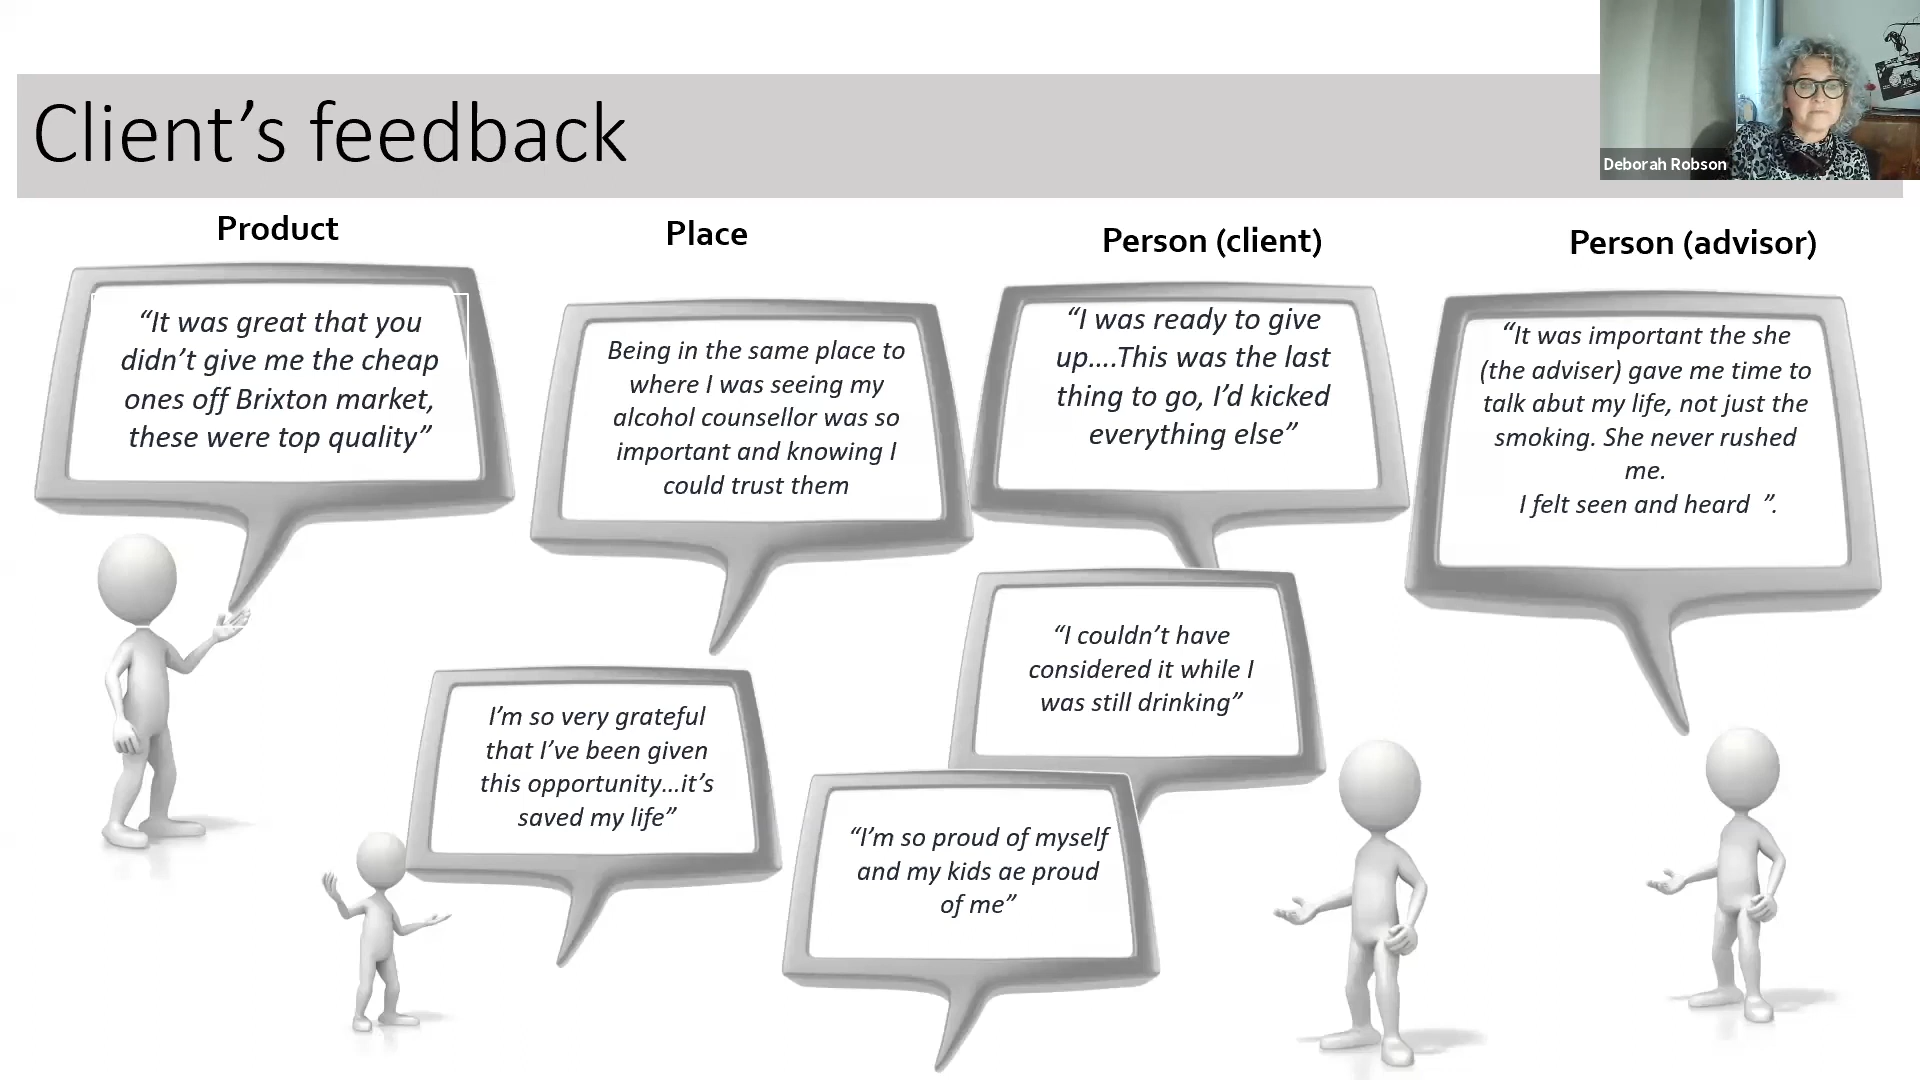 Client's feedback
Deborah Robson
Product
Place
Person (client)
Person (advisor)
“It was great that you
didn't give me the cheap
ones off Brixton market,
these were top quality”
Being in the same place to
where I was seeing my
alcohol counsellor was so
important and knowing I
could trust them
“I was ready to give
up....This was the last
thing to go, I'd kicked
everything else”
“It was important the she
(the adviser) gave me time to
talk abut my life, not just the
smoking. She never rushed
me.
I felt seen and heard ”.
“I couldn't have
considered it while I
was still drinking”
I'm so very grateful
that I've been given
this opportunity...it's
saved my life”
“I'm so proud of myself
and my kids ae proud
of me”